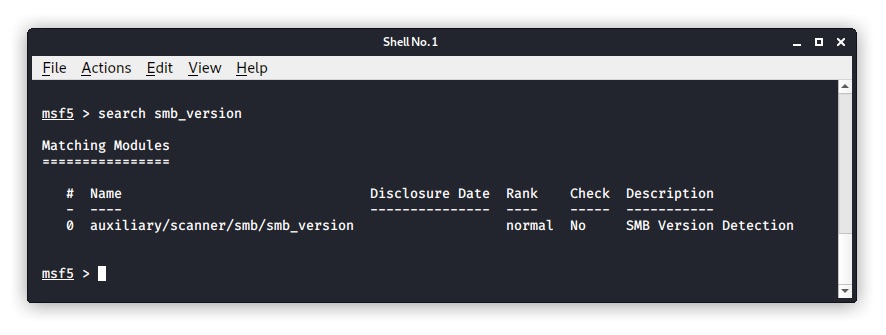 Shell No. 1
File Actions Edit View Help
msf5 > search smb_version
Matching Modules
================
# Name Disclosure Date Rank Check Description
- ---- --------------- ---- ----- -----------
0 auxiliary/scanner/smb/smb_version normal No SMB Version Detection
msf5 >